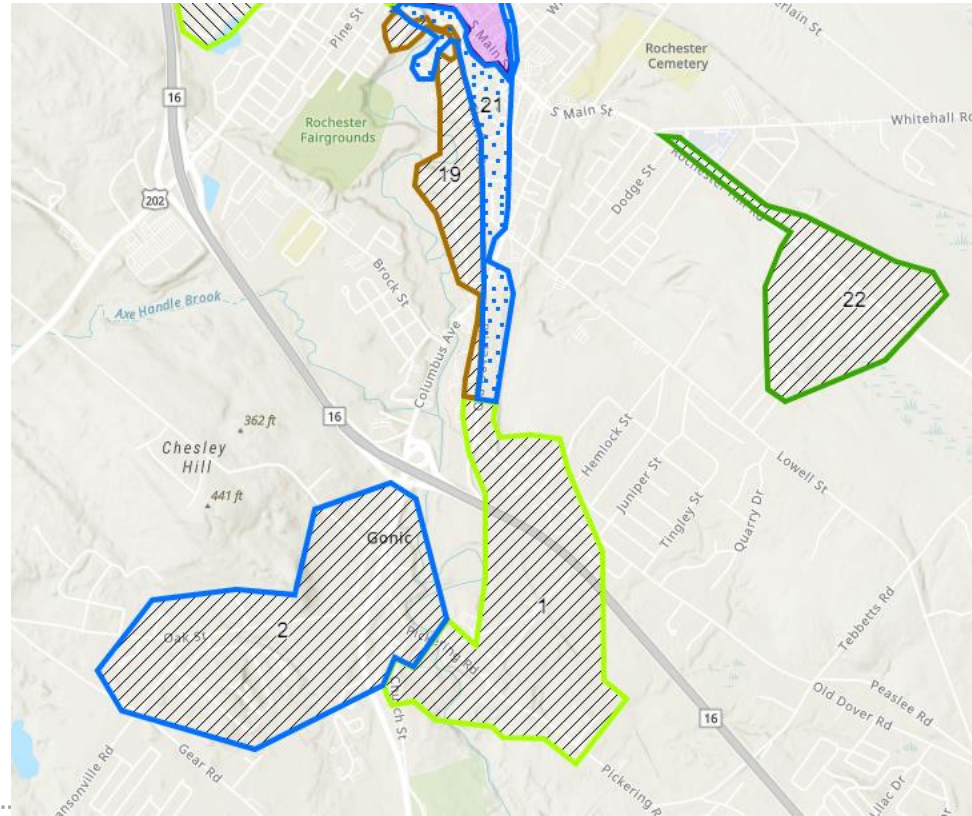 Pine St
S Main S
Rochester
Cemetery
16
21
S Main St
Whitehall Rd
Rochester
Fairgrounds
19
Dodge St
202
Brock St
22
Axe Handle Brook
Columbus Ave
16
362 ft
Chesley
Hill
Hemlock St
Lowell St
Juniper St
441 ft
Tingley St
Quarry Dr
Gonic
1
2
Oak St
Pickering Rd
Tebbetts Rd
Peaslee Rd
Old Dover Rd
Church St
16
Gear Rd
ansonville Rd
Pickering R
Lilac Dr
..